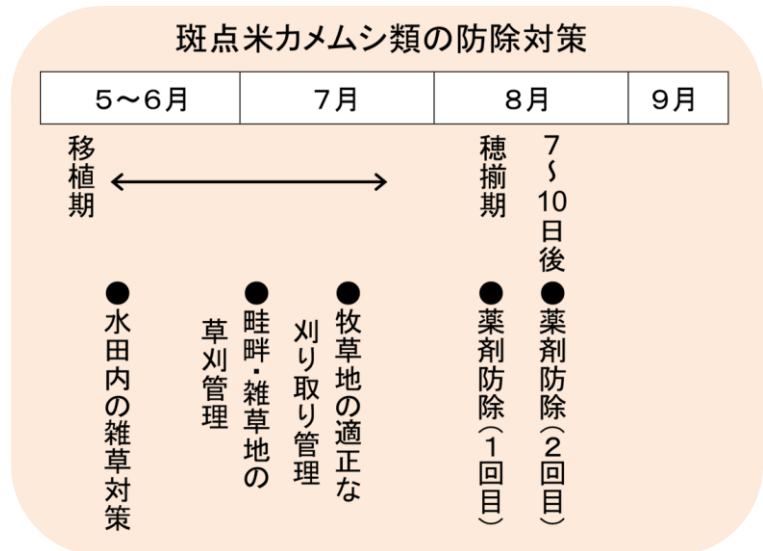 斑点米カメムシ類の防除対策
5～6月
7月
8月
9月
移植期
穂揃期
7～10日後
●水田内の雑草対策
●畦畔・雑草地の
草刈管理
●牧草地の適正な
刈り取り管理
●薬剤防除(1回目)
●薬剤防除(2回目)